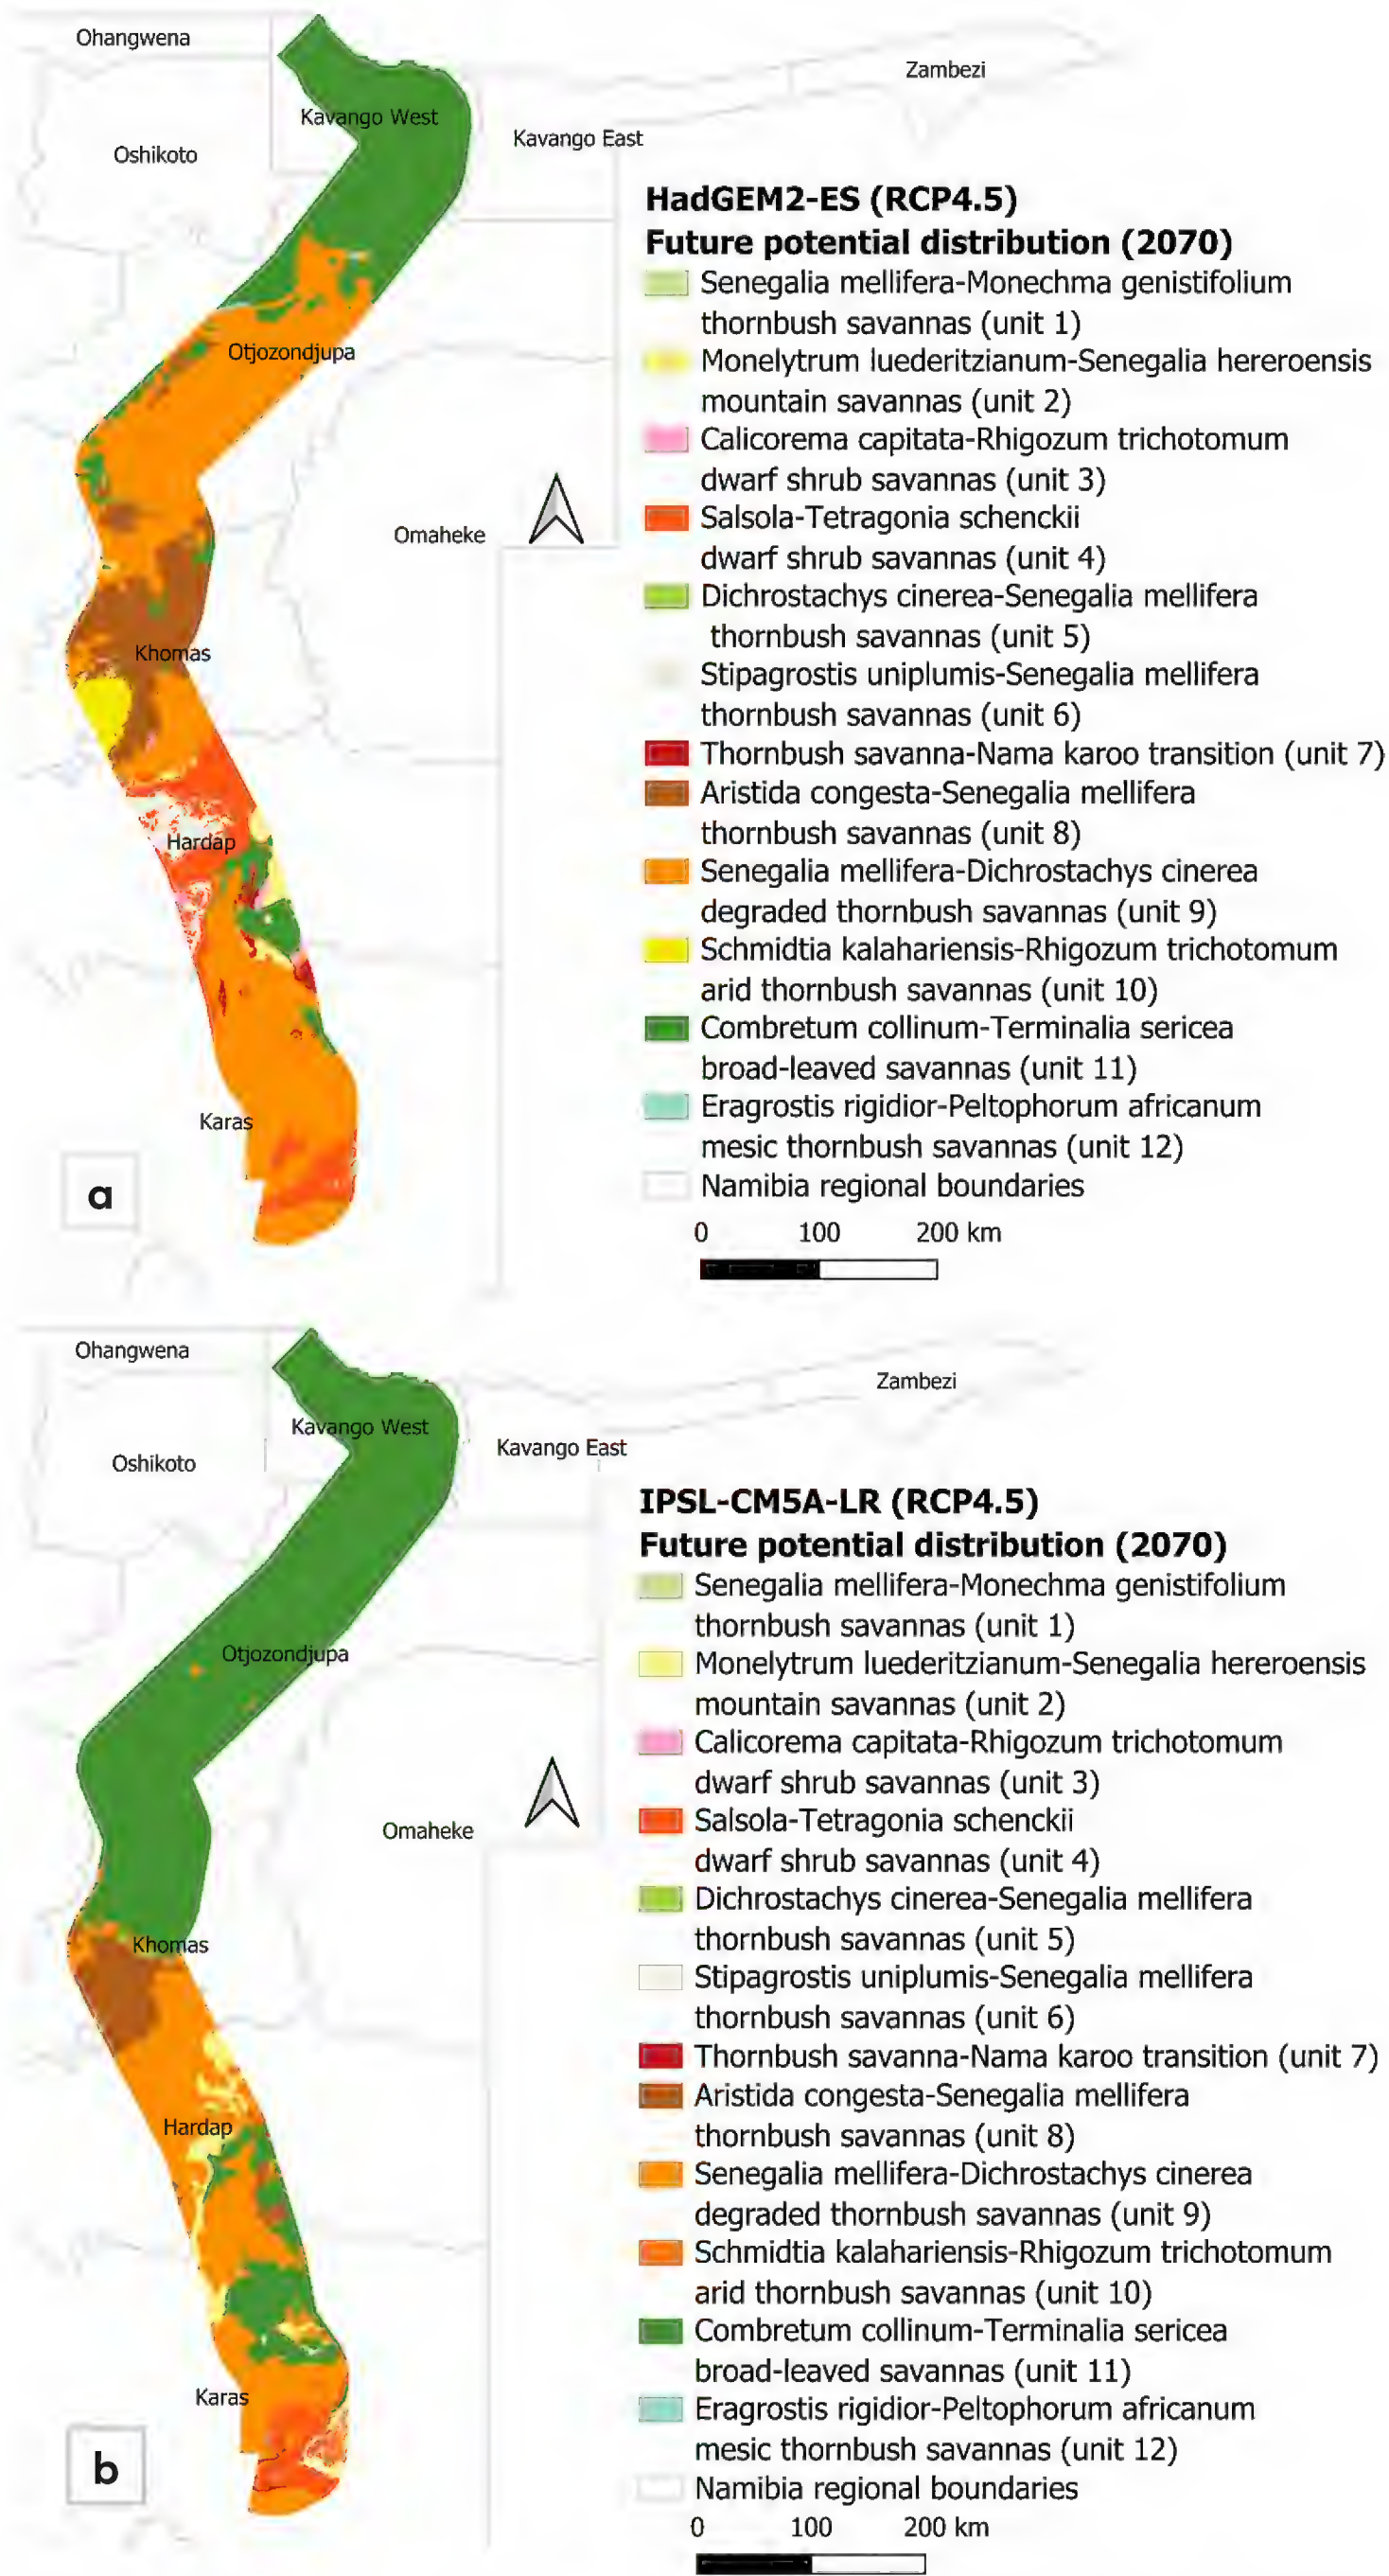 Ohangwena
Zambezi
Kavango West
Kavango East
Oshikoto
HadGEM2-ES (RCP4.5)
Future potential distribution (2070)
Senegalia mellifera-Monechma genistifolium
thornbush savannas (unit 1)
Monelytrum luederitzianum-Senegalia hereroensis
mountain savannas (unit 2)
Calicorema capitata-Rhigozum trichotomum
dwarf shrub savannas (unit 3)
Salsola-Tetragonia schenckii
dwarf shrub savannas (unit 4)
Dichrostachys cinerea-Senegalia mellifera
thornbush savannas (unit 5)
Stipagrostis uniplumis-Senegalia mellifera
thornbush savannas (unit 6)
Thornbush savanna-Nama karoo transition (unit 7)
Aristida congesta-Senegalia mellifera
thornbush savannas (unit 8)
Senegalia mellifera-Dichrostachys cinerea
degraded thornbush savannas (unit 9)
Schmidtia kalahariensis-Rhigozum trichotomum
arid thornbush savannas (unit 10)
Combretum collinum-Terminalia sericea
broad-leaved savannas (unit 11)
Eragrostis rigidior-Peltophorum africanum
mesic thornbush savannas (unit 12)
Namibia regional boundaries
0 100 200 km
Otjozondjupa
Omaheke
Khomas
Hardap
Karas
a
Ohangwena
Zambezi
Kavango West
Kavango East
Oshikoto
IPSL-CM5A-LR (RCP4.5)
Future potential distribution (2070)
Senegalia mellifera-Monechma genistifolium
thornbush savannas (unit 1)
Monelytrum luederitzianum-Senegalia hereroensis
mountain savannas (unit 2)
Calicorema capitata-Rhigozum trichotomum
dwarf shrub savannas (unit 3)
Salsola-Tetragonia schenckii
dwarf shrub savannas (unit 4)
Dichrostachys cinerea-Senegalia mellifera
thornbush savannas (unit 5)
Stipagrostis uniplumis-Senegalia mellifera
thornbush savannas (unit 6)
Thornbush savanna-Nama karoo transition (unit 7)
Aristida congesta-Senegalia mellifera
thornbush savannas (unit 8)
Senegalia mellifera-Dichrostachys cinerea
degraded thornbush savannas (unit 9)
Schmidtia kalahariensis-Rhigozum trichotomum
arid thornbush savannas (unit 10)
Combretum collinum-Terminalia sericea
broad-leaved savannas (unit 11)
Eragrostis rigidior-Peltophorum africanum
mesic thornbush savannas (unit 12)
Namibia regional boundaries
0 100 200 km
Otjozondjupa
Omaheke
Khomas
Hardap
Karas
b